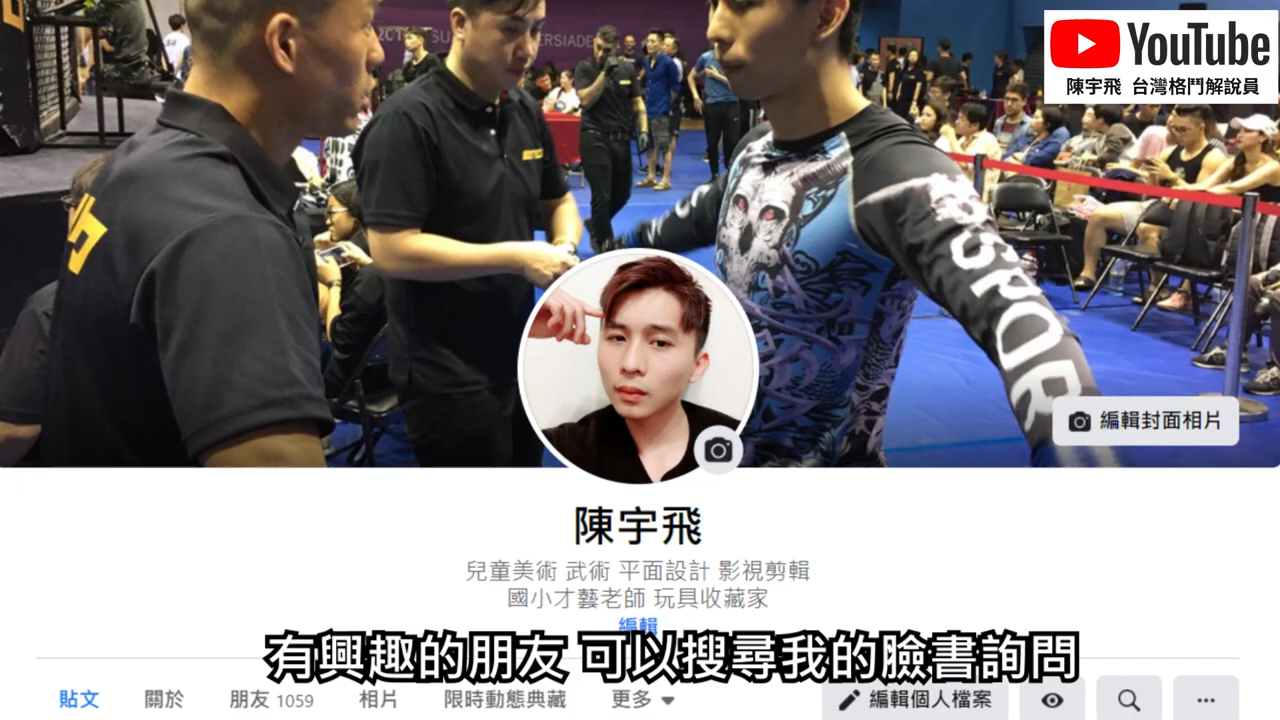 YouTube
陳宇飛 台灣格鬥解說員
SPOR
編輯封面相片
陳宇飛
兒童美術 武術 平面設計 影視剪輯
國小才藝老師 玩具收藏家
編輯
有興趣的朋友 可以搜尋我的臉書詢問
貼文 關於 朋友 1059 相片 限時動態典藏 更多 編輯個人檔案